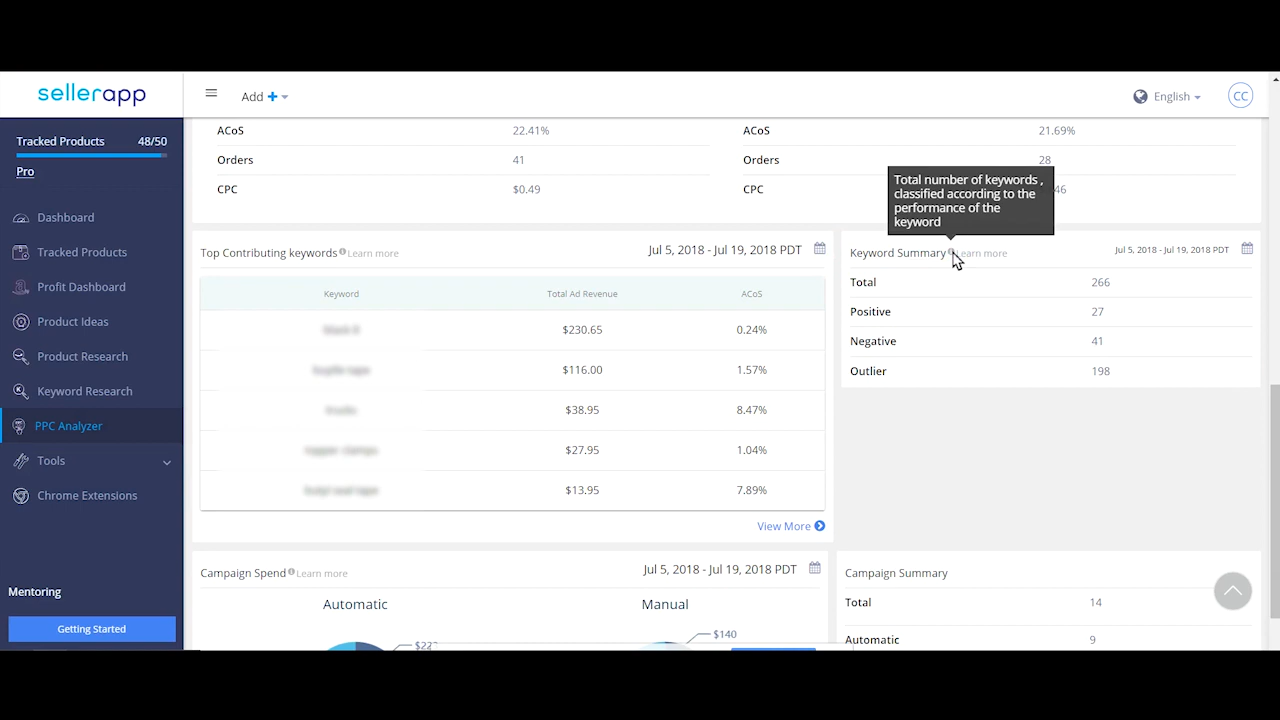 sellerapp
Add
English
CC
Tracked Products 48/50
Pro
Dashboard
Tracked Products
Profit Dashboard
Product Ideas
Product Research
Keyword Research
PPC Analyzer
Tools
Chrome Extensions
Mentoring
Getting Started
ACoS 22.41%
Orders 41
CPC $0.49
ACoS 21.69%
Orders 28
CPC 46
Total number of keywords ,
classified according to the
performance of the
keyword
Top Contributing keywords Learn more Jul 5, 2018 - Jul 19, 2018 PDT
Keyword Total Ad Revenue ACoS
$230.65 0.24%
$116.00 1.57%
$38.95 8.47%
$27.95 1.04%
$13.95 7.89%
View More
Keyword Summary Learn more Jul 5, 2018 - Jul 19, 2018 PDT
Total 266
Positive 27
Negative 41
Outlier 198
Campaign Spend Learn more Jul 5, 2018 - Jul 19, 2018 PDT
Automatic Manual
$140
Campaign Summary
Total 14
Automatic 9